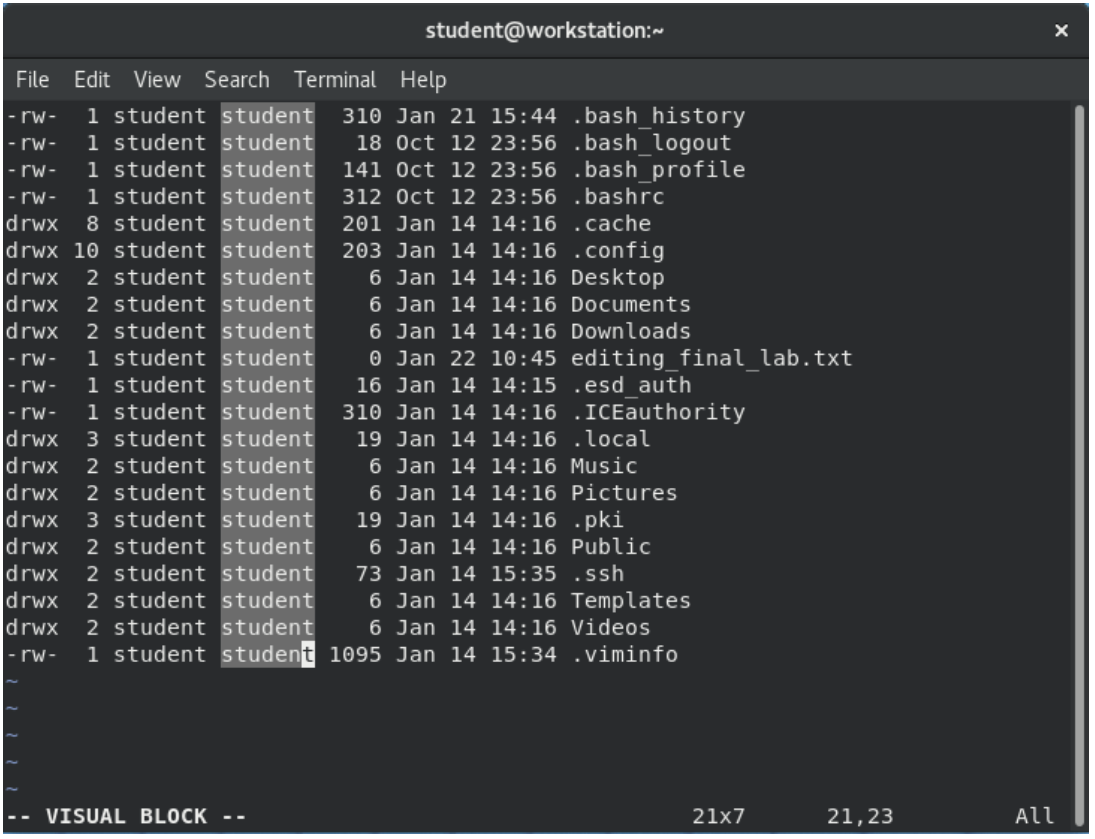 student@workstation:~ ×
File Edit View Search Terminal Help
-rw-  1 student student  310 Jan 21 15:44 .bash_history
-rw-  1 student student   18 Oct 12 23:56 .bash_logout
-rw-  1 student student  141 Oct 12 23:56 .bash_profile
-rw-  1 student student  312 Oct 12 23:56 .bashrc
drwx  8 student student  201 Jan 14 14:16 .cache
drwx 10 student student  203 Jan 14 14:16 .config
drwx  2 student student    6 Jan 14 14:16 Desktop
drwx  2 student student    6 Jan 14 14:16 Documents
drwx  2 student student    6 Jan 14 14:16 Downloads
-rw-  1 student student    0 Jan 22 10:45 editing_final_lab.txt
-rw-  1 student student   16 Jan 14 14:15 .esd_auth
-rw-  1 student student  310 Jan 14 14:16 .ICEauthority
drwx  3 student student   19 Jan 14 14:16 .local
drwx  2 student student    6 Jan 14 14:16 Music
drwx  2 student student    6 Jan 14 14:16 Pictures
drwx  3 student student   19 Jan 14 14:16 .pki
drwx  2 student student    6 Jan 14 14:16 Public
drwx  2 student student   73 Jan 14 15:35 .ssh
drwx  2 student student    6 Jan 14 14:16 Templates
drwx  2 student student    6 Jan 14 14:16 Videos
-rw-  1 student student 1095 Jan 14 15:34 .viminfo
~
~
~
~
~
-- VISUAL BLOCK -- 21x7 21,23 All